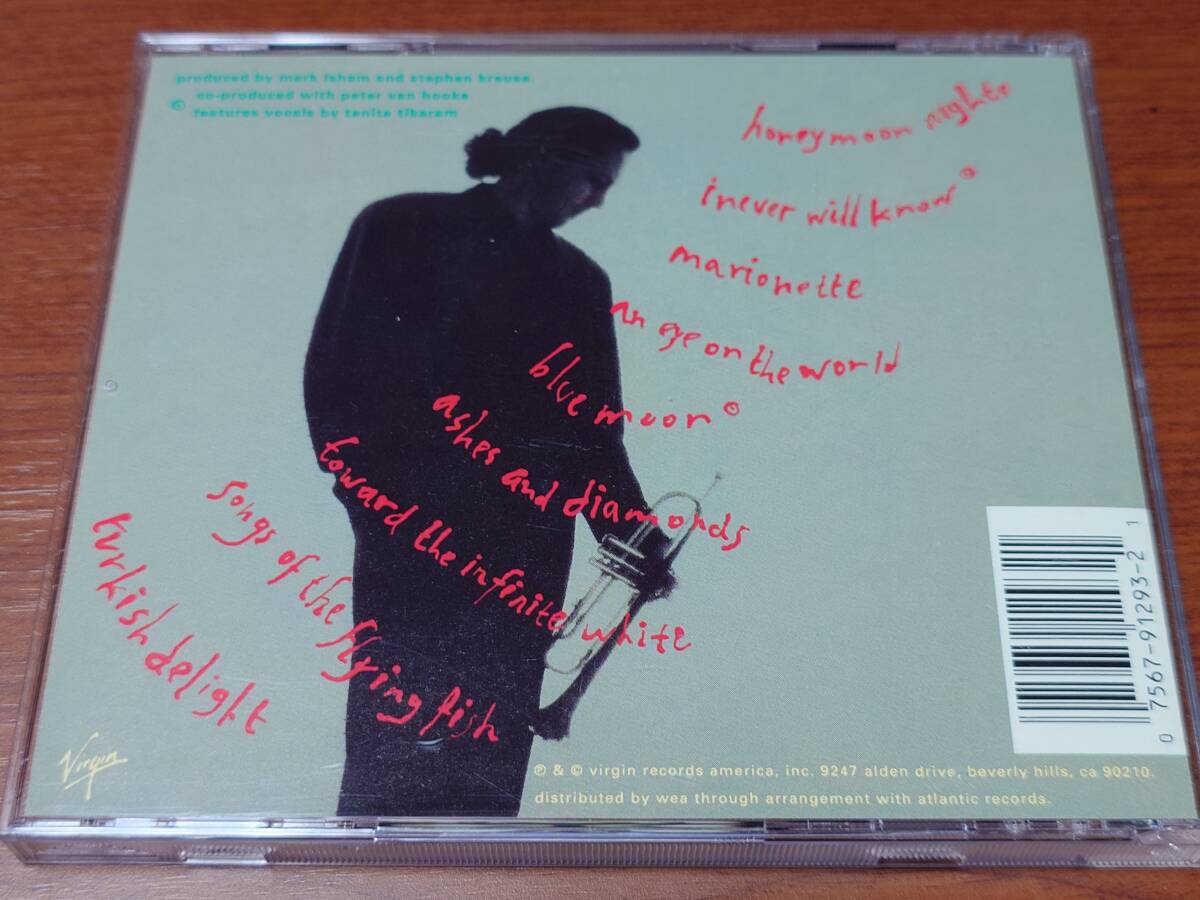 produced by mark isham and stephen krause.
co-produced with peter van hooke
© features vocals by tanita tikaram
honeymoon nights
i never will know ©
marionette
an eye on the world
blue moon ©
ashes and diamonds
toward the infinite white
songs of the flying fish
turkish delight
Virgin
0 7567-91293-2 1
℗ & © virgin records america, inc. 9247 alden drive, beverly hills, ca 90210.
distributed by wea through arrangement with atlantic records.